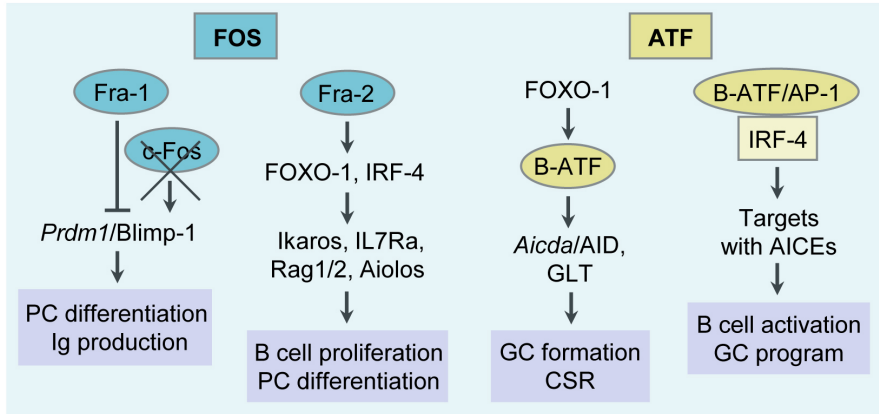 FOS
Fra-1
c-Fos
Prdm1/Blimp-1
PC differentiation
Ig production
Fra-2
FOXO-1, IRF-4
Ikaros, IL7Ra,
Rag1/2, Aiolos
B cell proliferation
PC differentiation
ATF
FOXO-1
B-ATF
Aicda/AID,
GLT
GC formation
CSR
B-ATF/AP-1
IRF-4
Targets
with AICEs
B cell activation
GC program